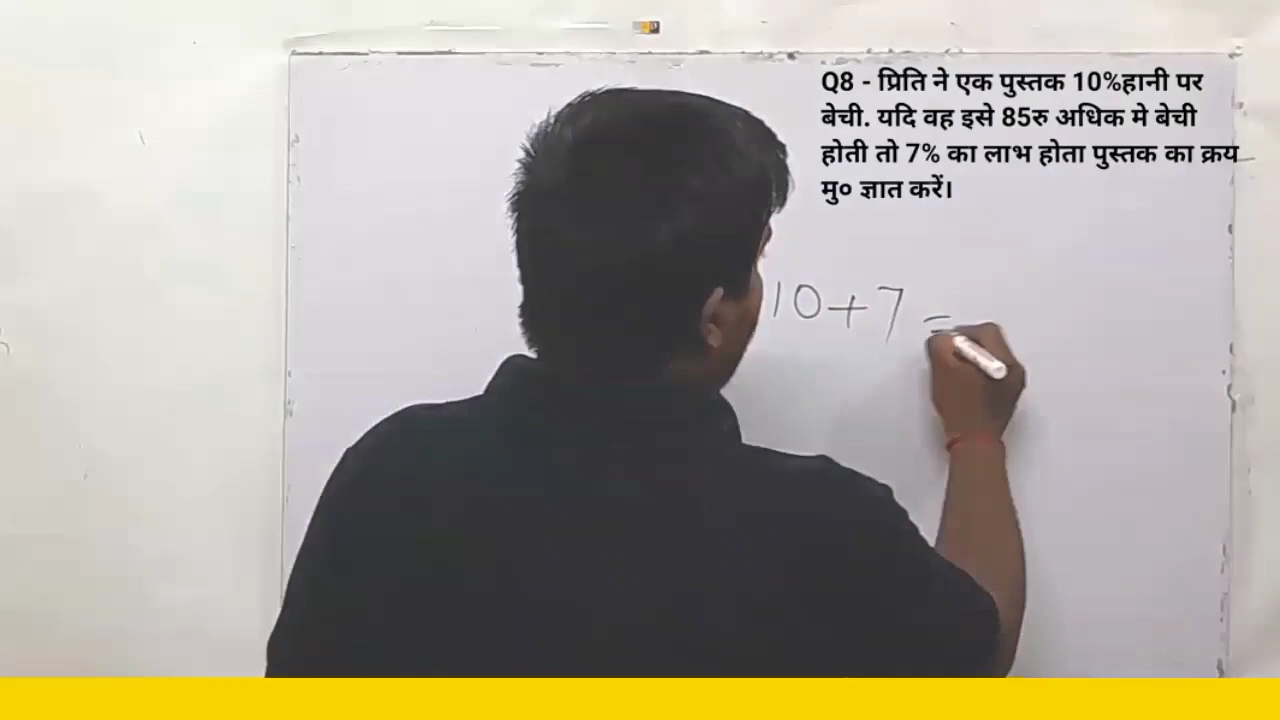 Q8 - प्रिति ने एक पुस्तक 10%हानी पर
बेची. यदि वह इसे 85रु अधिक मे बेची
होती तो 7% का लाभ होता पुस्तक का क्रय
मु० ज्ञात करें।
10+7=